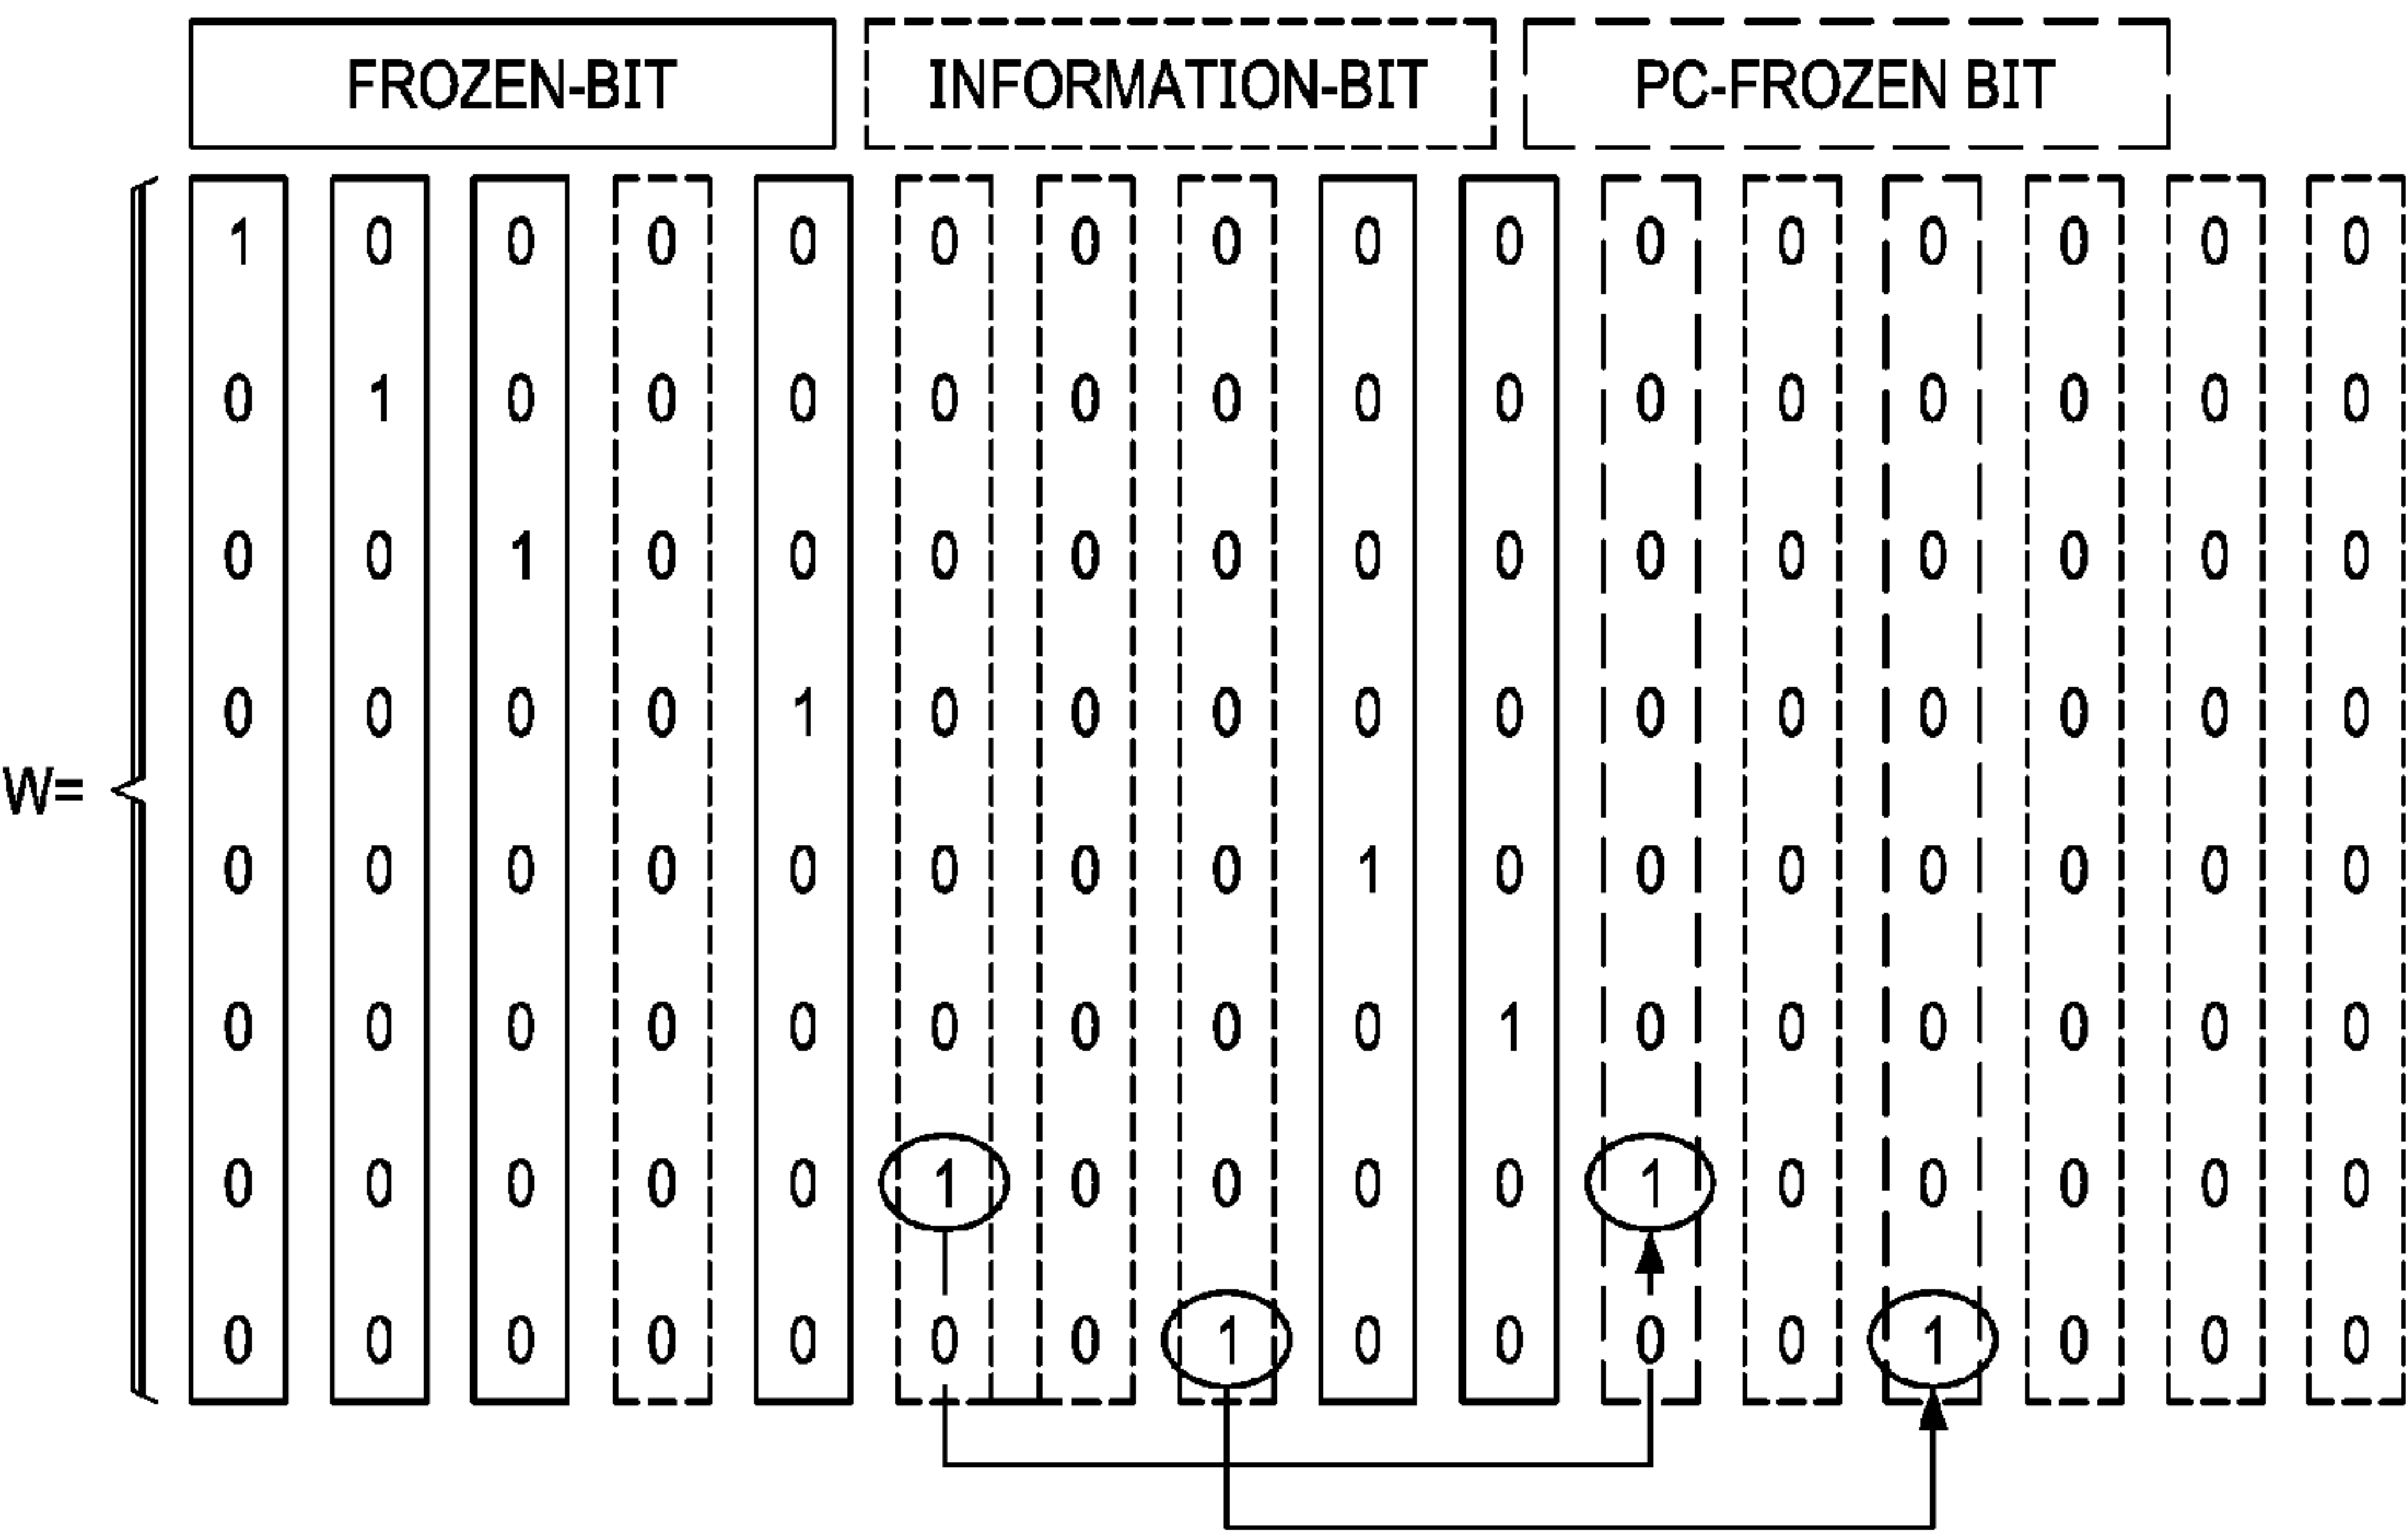 FROZEN-BIT INFORMATION-BIT PC-FROZEN BIT
1 0 0 0 0 0 0 0 0 0 0 0 0 0 0 0
0 1 0 0 0 0 0 0 0 0 0 0 0 0 0 0
0 0 1 0 0 0 0 0 0 0 0 0 0 0 0 0
0 0 0 0 1 0 0 0 0 0 0 0 0 0 0 0
W=
0 0 0 0 0 0 0 0 1 0 0 0 0 0 0 0
0 0 0 0 0 0 0 0 0 1 0 0 0 0 0 0
0 0 0 0 0 1 0 0 0 0 1 0 0 0 0 0
0 0 0 0 0 0 0 1 0 0 0 0 1 0 0 0